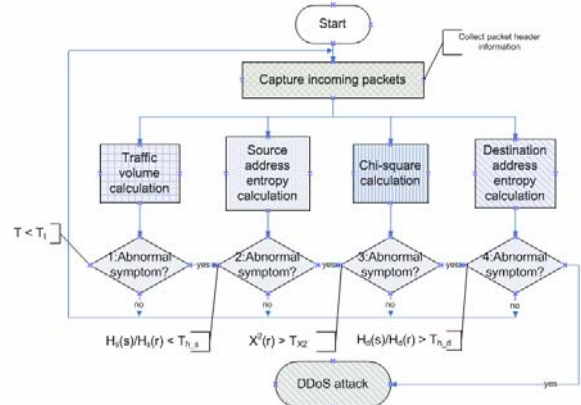 Start
Collect packet header
information
Capture incoming packets
Traffic
volume
calculation
Source
address
entropy
calculation
Chi-square
calculation
Destination
address
entropy
calculation
T < Tt
1:Abnormal
symptom?
yes
2:Abnormal
symptom?
yes
3:Abnormal
symptom?
yes
4:Abnormal
symptom?
no
no
no
no
Hs(s)/Hs(r) < Th_s
X²(r) > TX2
Hd(s)/Hd(r) > Th_d
DDoS attack
yes